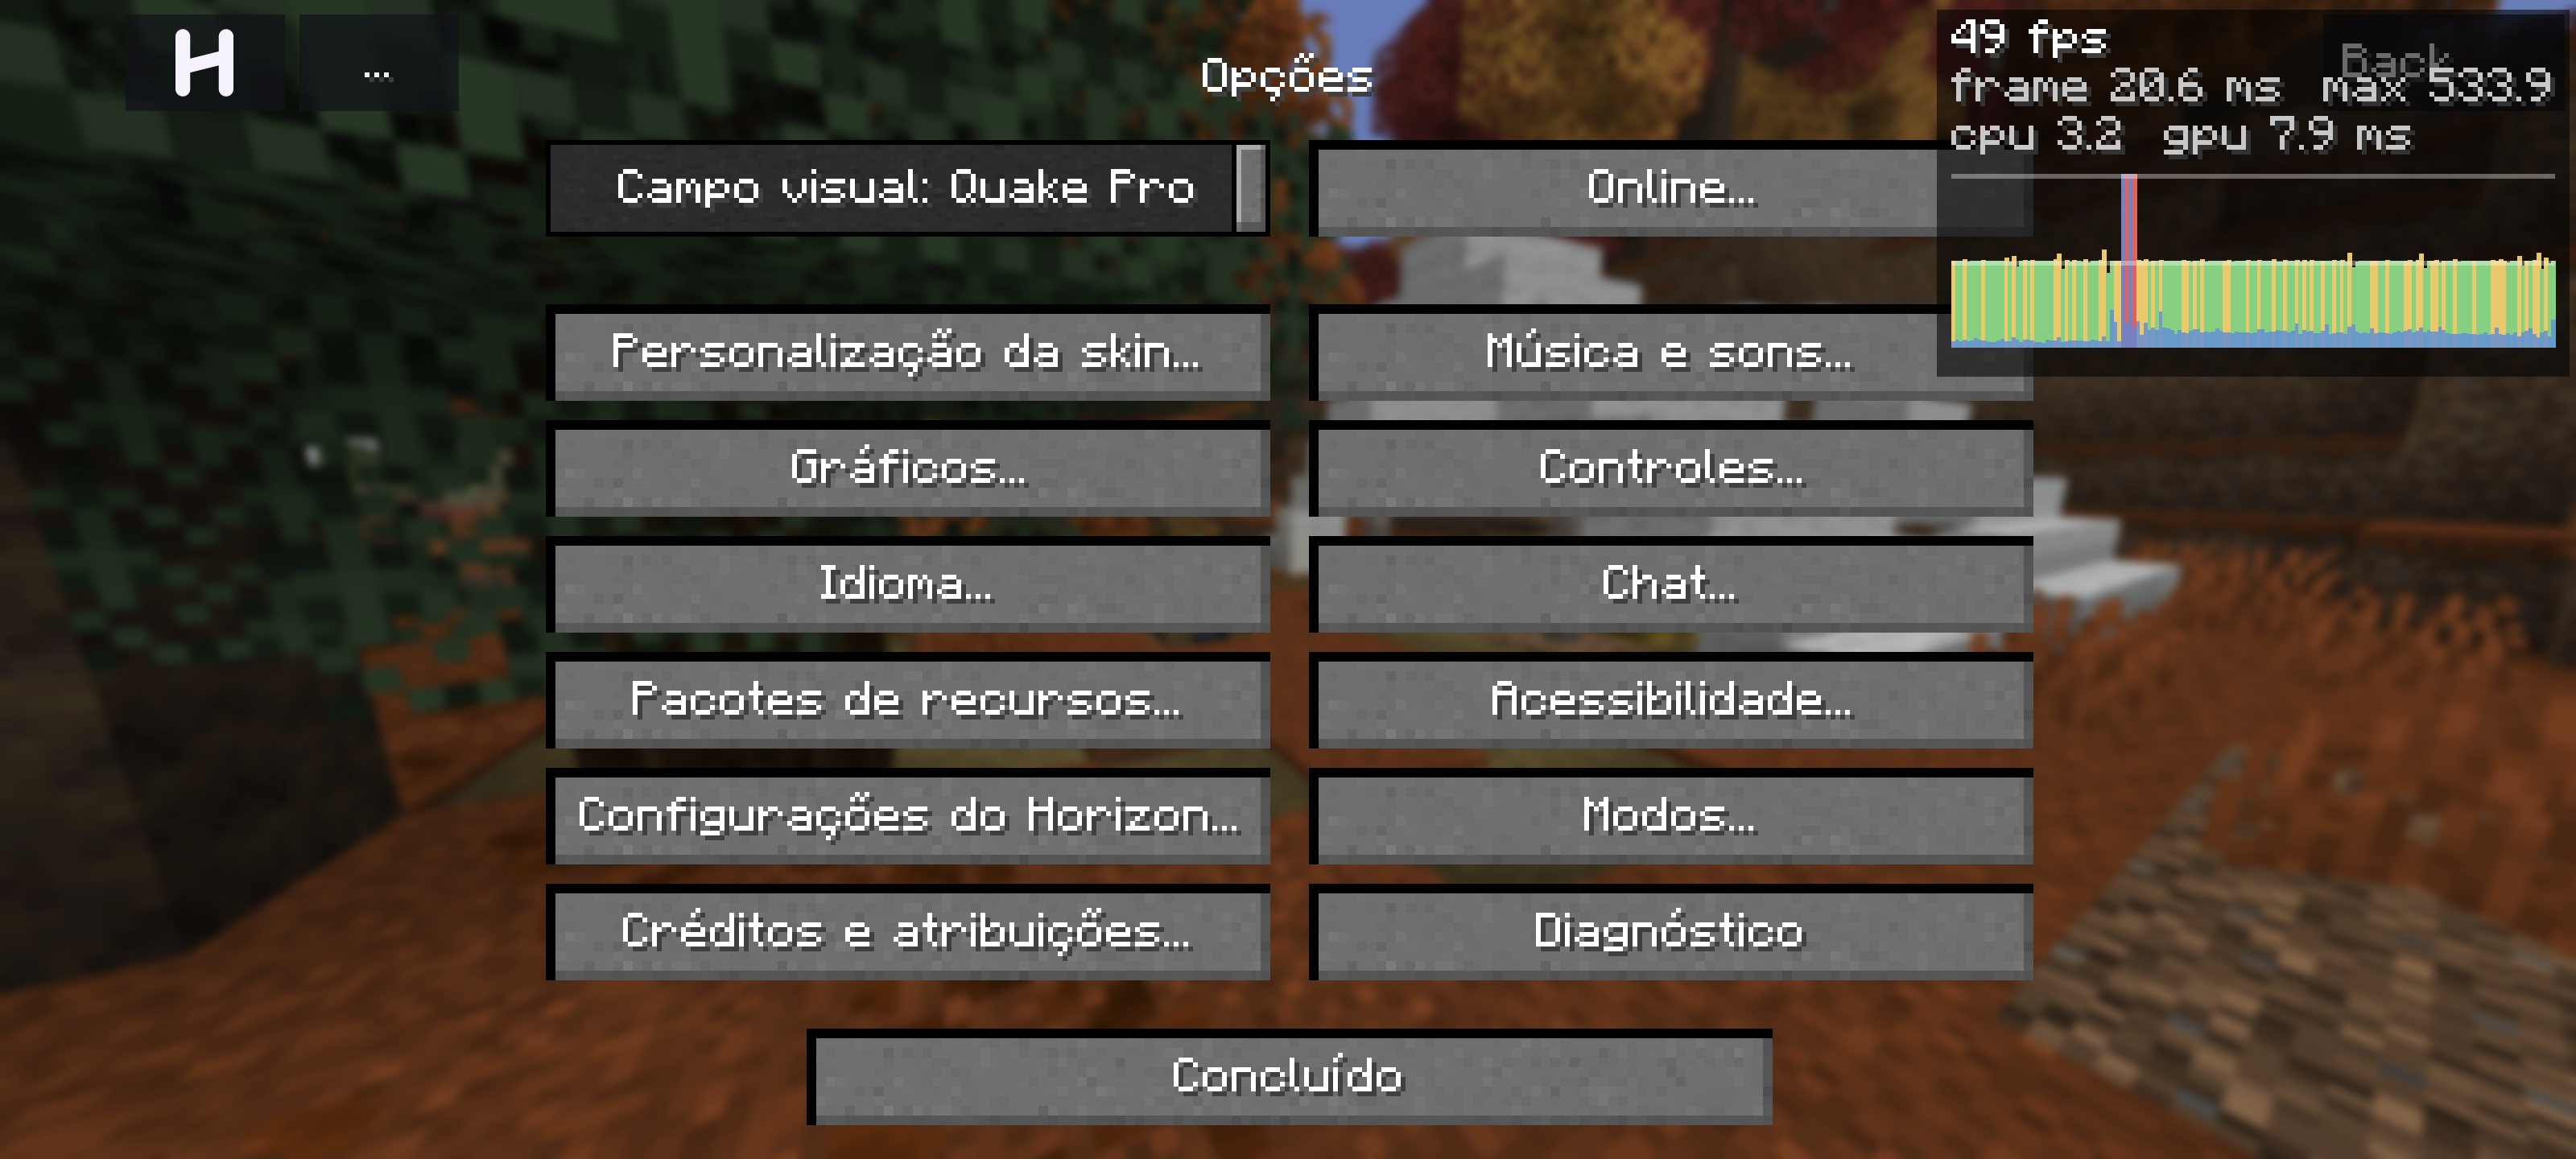 H
...
Opções
49 fps
Back
frame 20.6 ms max 533.9
cpu 3.2 gpu 7.9 ms
Campo visual: Quake Pro
Online...
Personalização da skin...
Música e sons...
Gráficos...
Controles...
Idioma...
Chat...
Pacotes de recursos...
Acessibilidade...
Configurações do Horizon...
Modos...
Créditos e atribuições...
Diagnóstico
Concluído